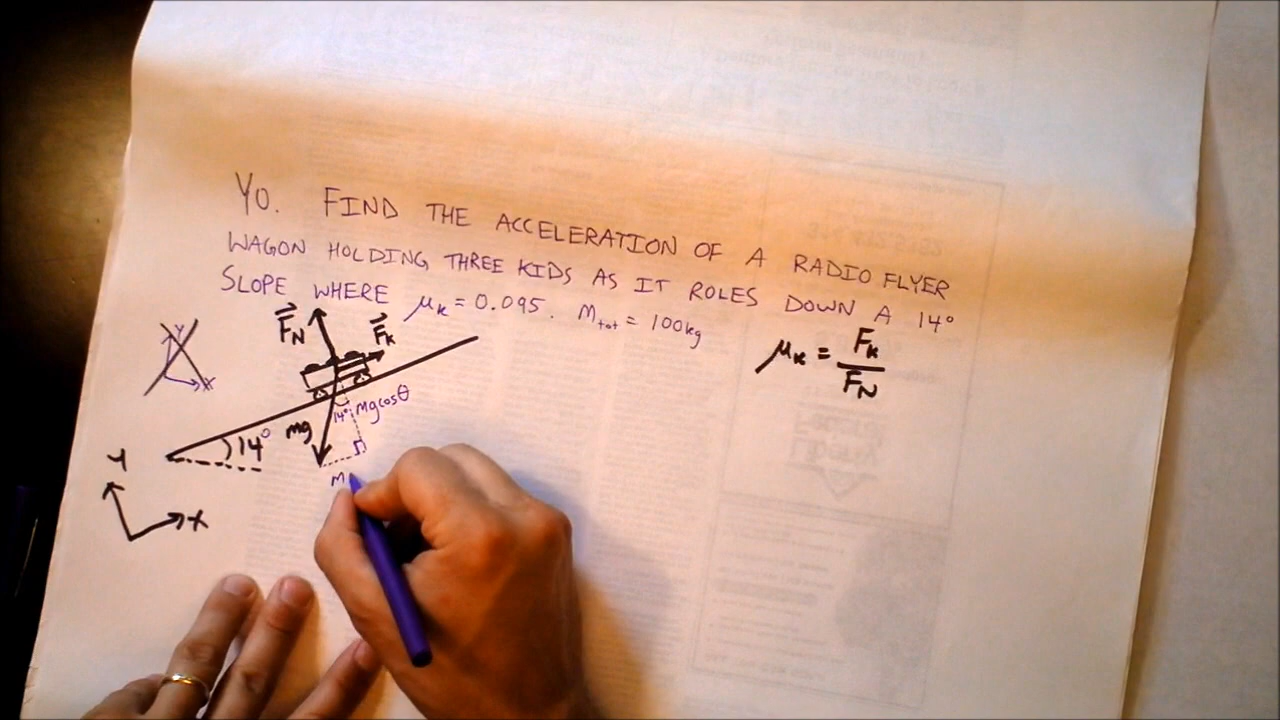 YO. FIND THE ACCELERATION OF A RADIO FLYER
WAGON HOLDING THREE KIDS AS IT ROLES DOWN A 14°
SLOPE WHERE μk = 0.095. Mtot = 100kg
μk = Fk / FN
FN
Fk
y
x
14° mgcosθ
mg
14°
m
y
x